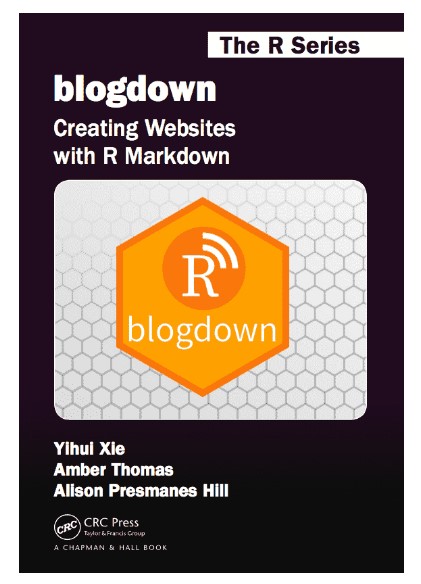 The R Series
blogdown
Creating Websites
with R Markdown
R
blogdown
Yihui Xie
Amber Thomas
Alison Presmanes Hill
CRC
CRC Press
Taylor & Francis Group
A CHAPMAN & HALL BOOK